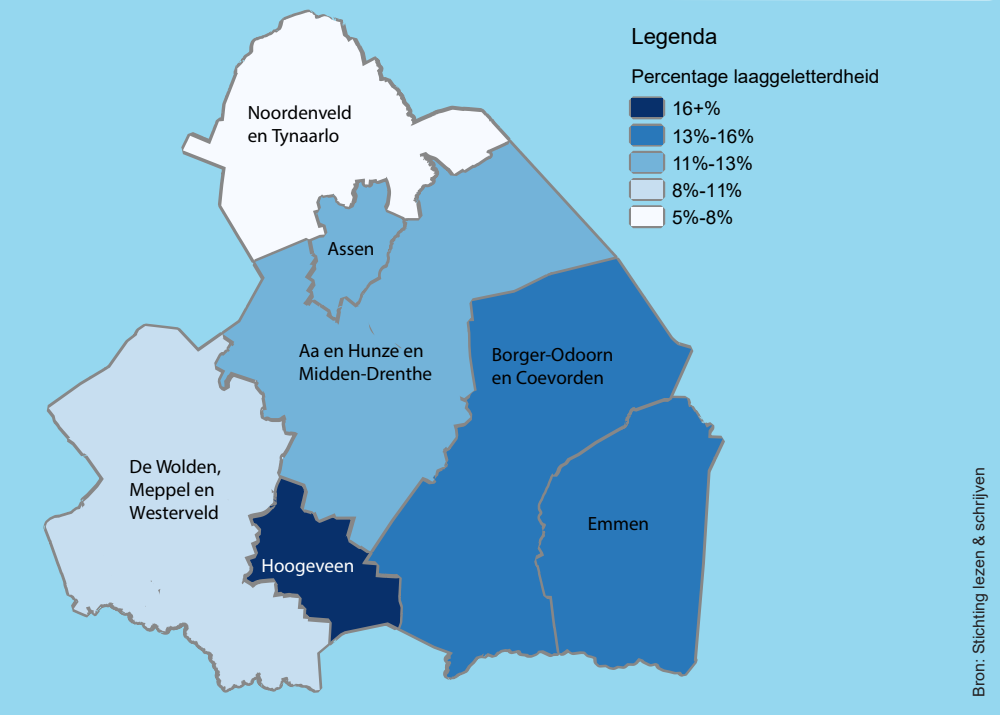 Legenda
Percentage laaggeletterdheid
16+%
13%-16%
11%-13%
8%-11%
5%-8%
Noordenveld
en Tynaarlo
Assen
Aa en Hunze en
Midden-Drenthe
Borger-Odoorn
en Coevorden
De Wolden,
Meppel en
Westerveld
Emmen
Hoogeveen
Bron: Stichting lezen & schrijven